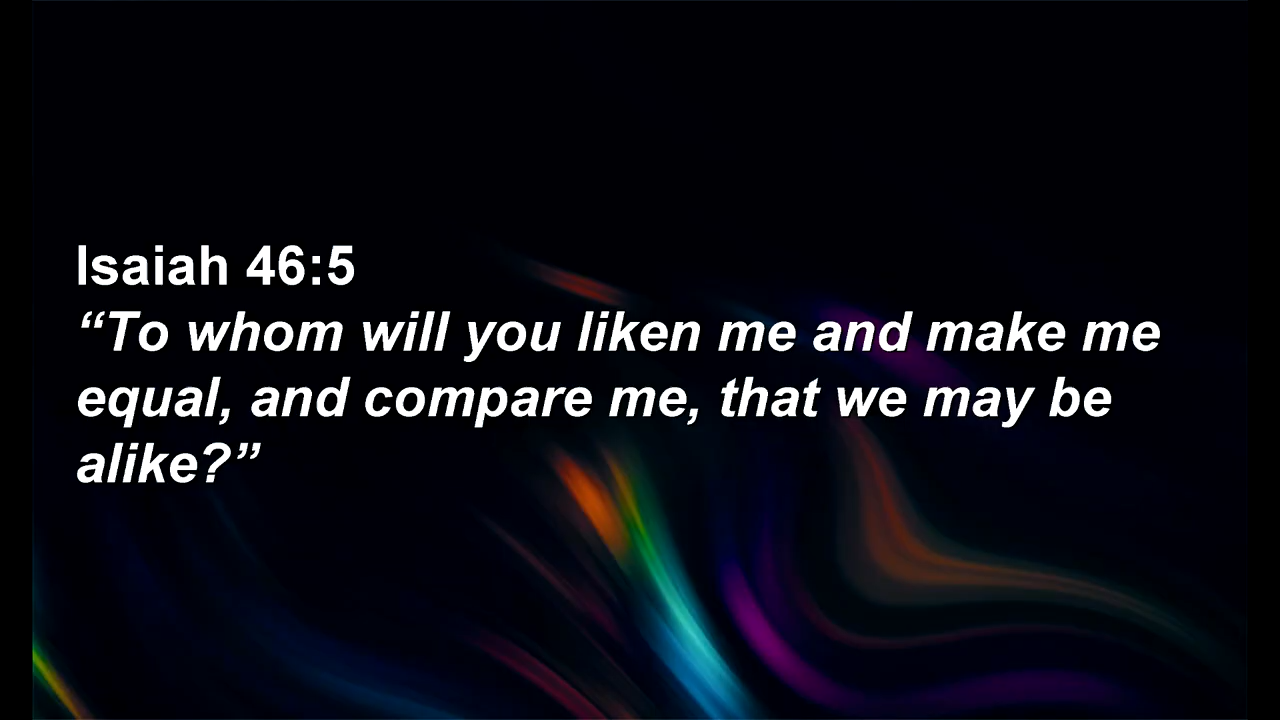 Isaiah 46:5
“To whom will you liken me and make me
equal, and compare me, that we may be
alike?”